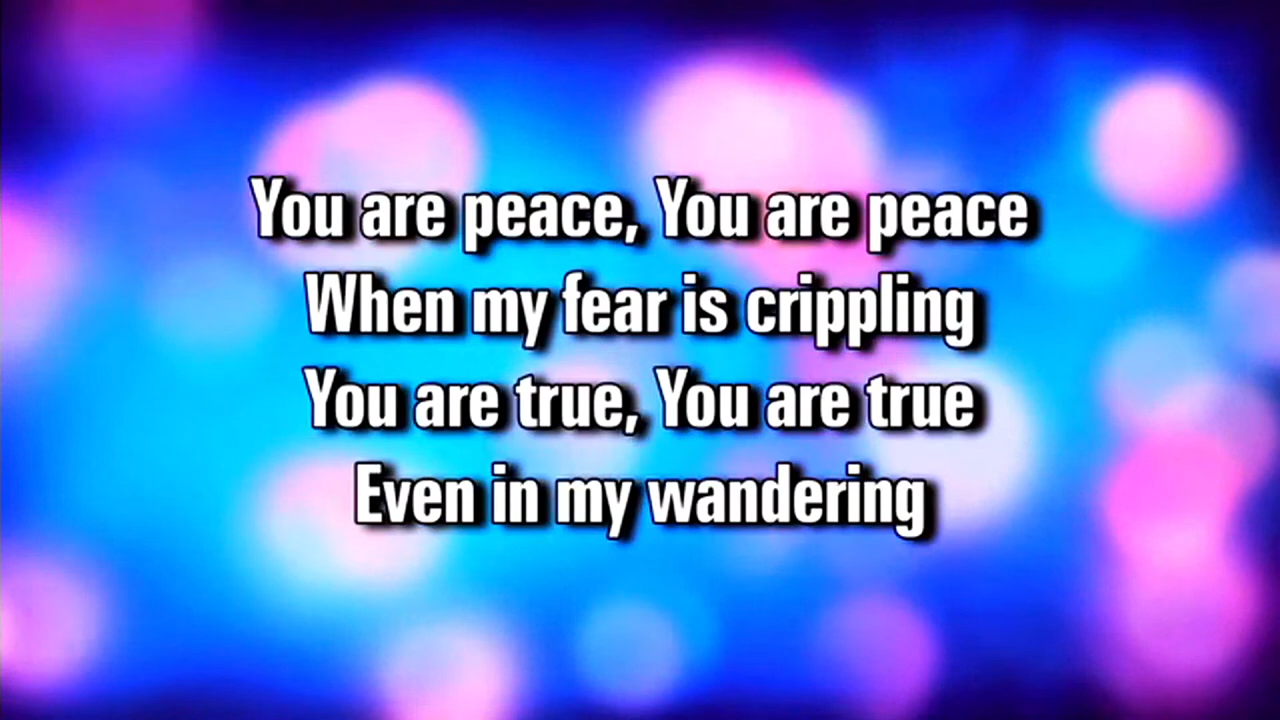 You are peace, You are peace
When my fear is crippling
You are true, You are true
Even in my wandering